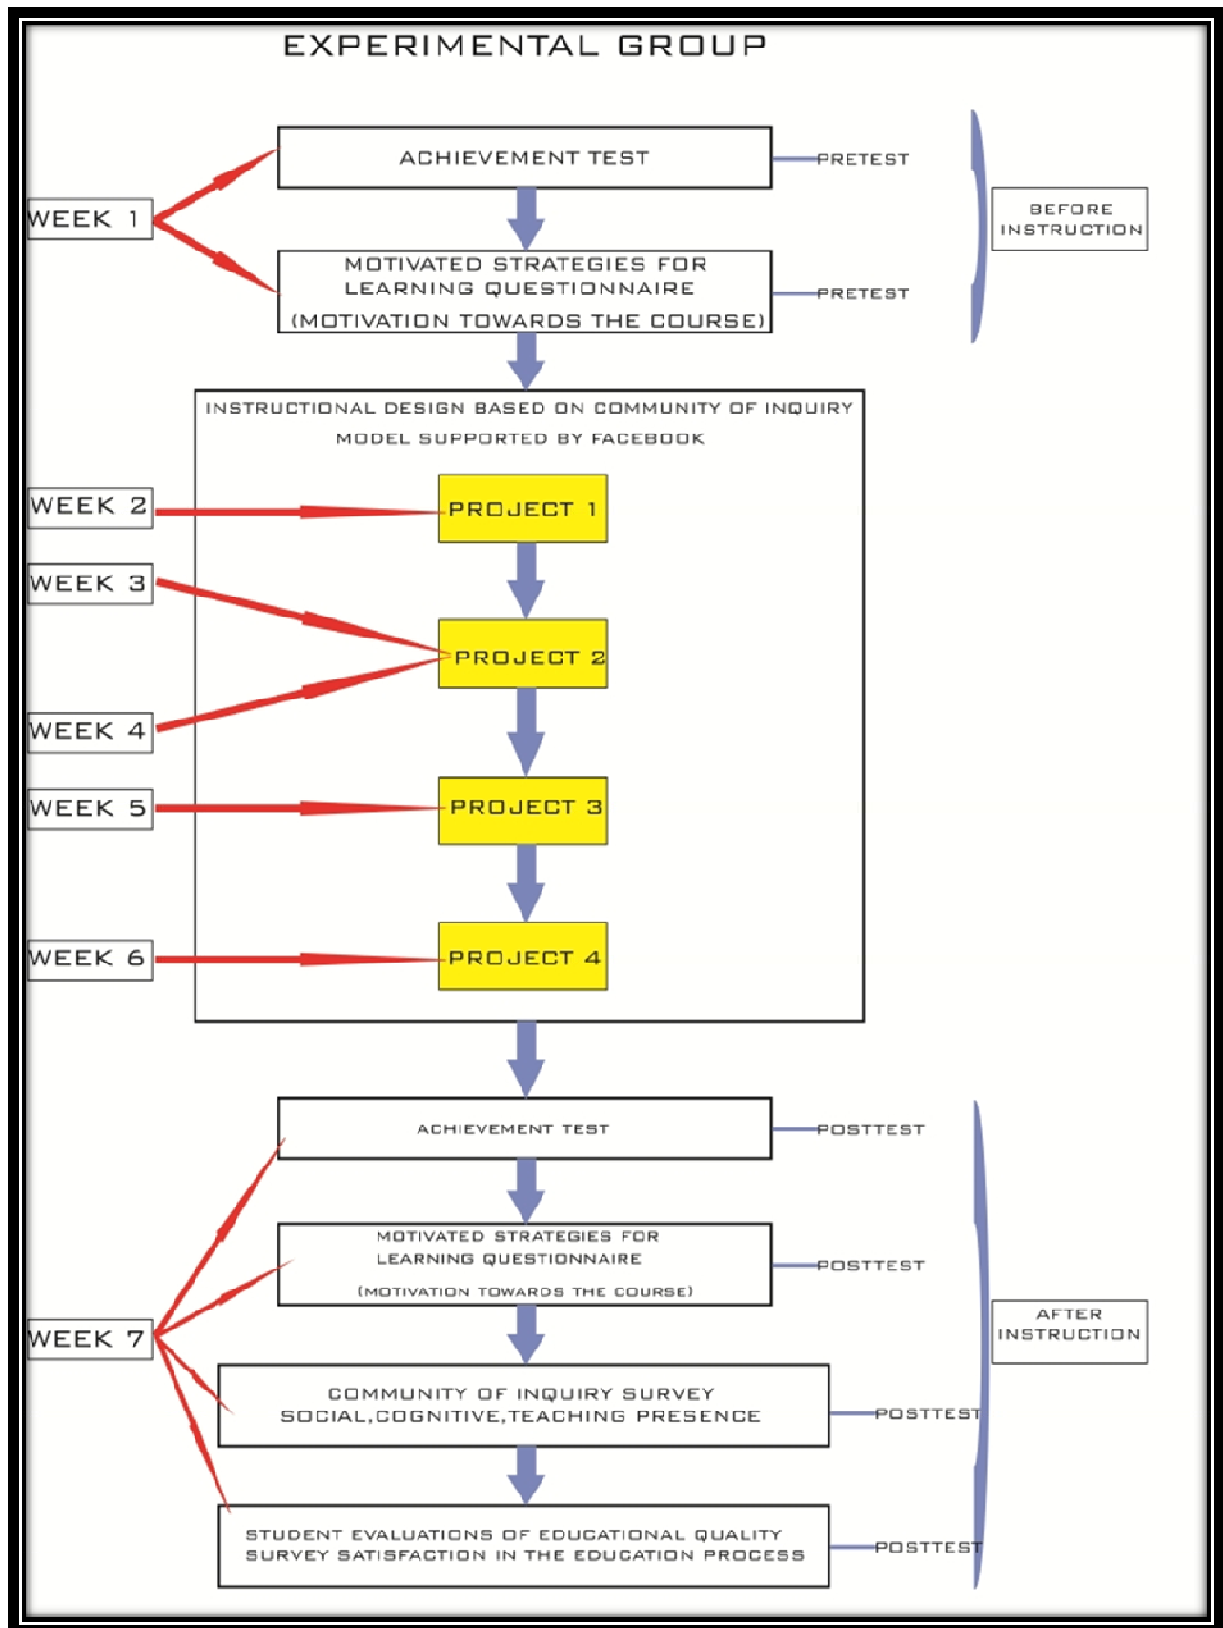 EXPERIMENTAL GROUP
ACHIEVEMENT TEST
PRETEST
WEEK 1
BEFORE
INSTRUCTION
MOTIVATED STRATEGIES FOR
LEARNING QUESTIONNAIRE
(MOTIVATION TOWARDS THE COURSE)
PRETEST
INSTRUCTIONAL DESIGN BASED ON COMMUNITY OF INQUIRY
MODEL SUPPORTED BY FACEBOOK
WEEK 2
PROJECT 1
WEEK 3
PROJECT 2
WEEK 4
WEEK 5
PROJECT 3
WEEK 6
PROJECT 4
ACHIEVEMENT TEST
POSTTEST
MOTIVATED STRATEGIES FOR
LEARNING QUESTIONNAIRE
(MOTIVATION TOWARDS THE COURSE)
POSTTEST
WEEK 7
AFTER
INSTRUCTION
COMMUNITY OF INQUIRY SURVEY
SOCIAL,COGNITIVE,TEACHING PRESENCE
POSTTEST
STUDENT EVALUATIONS OF EDUCATIONAL QUALITY
SURVEY SATISFACTION IN THE EDUCATION PROCESS
POSTTEST